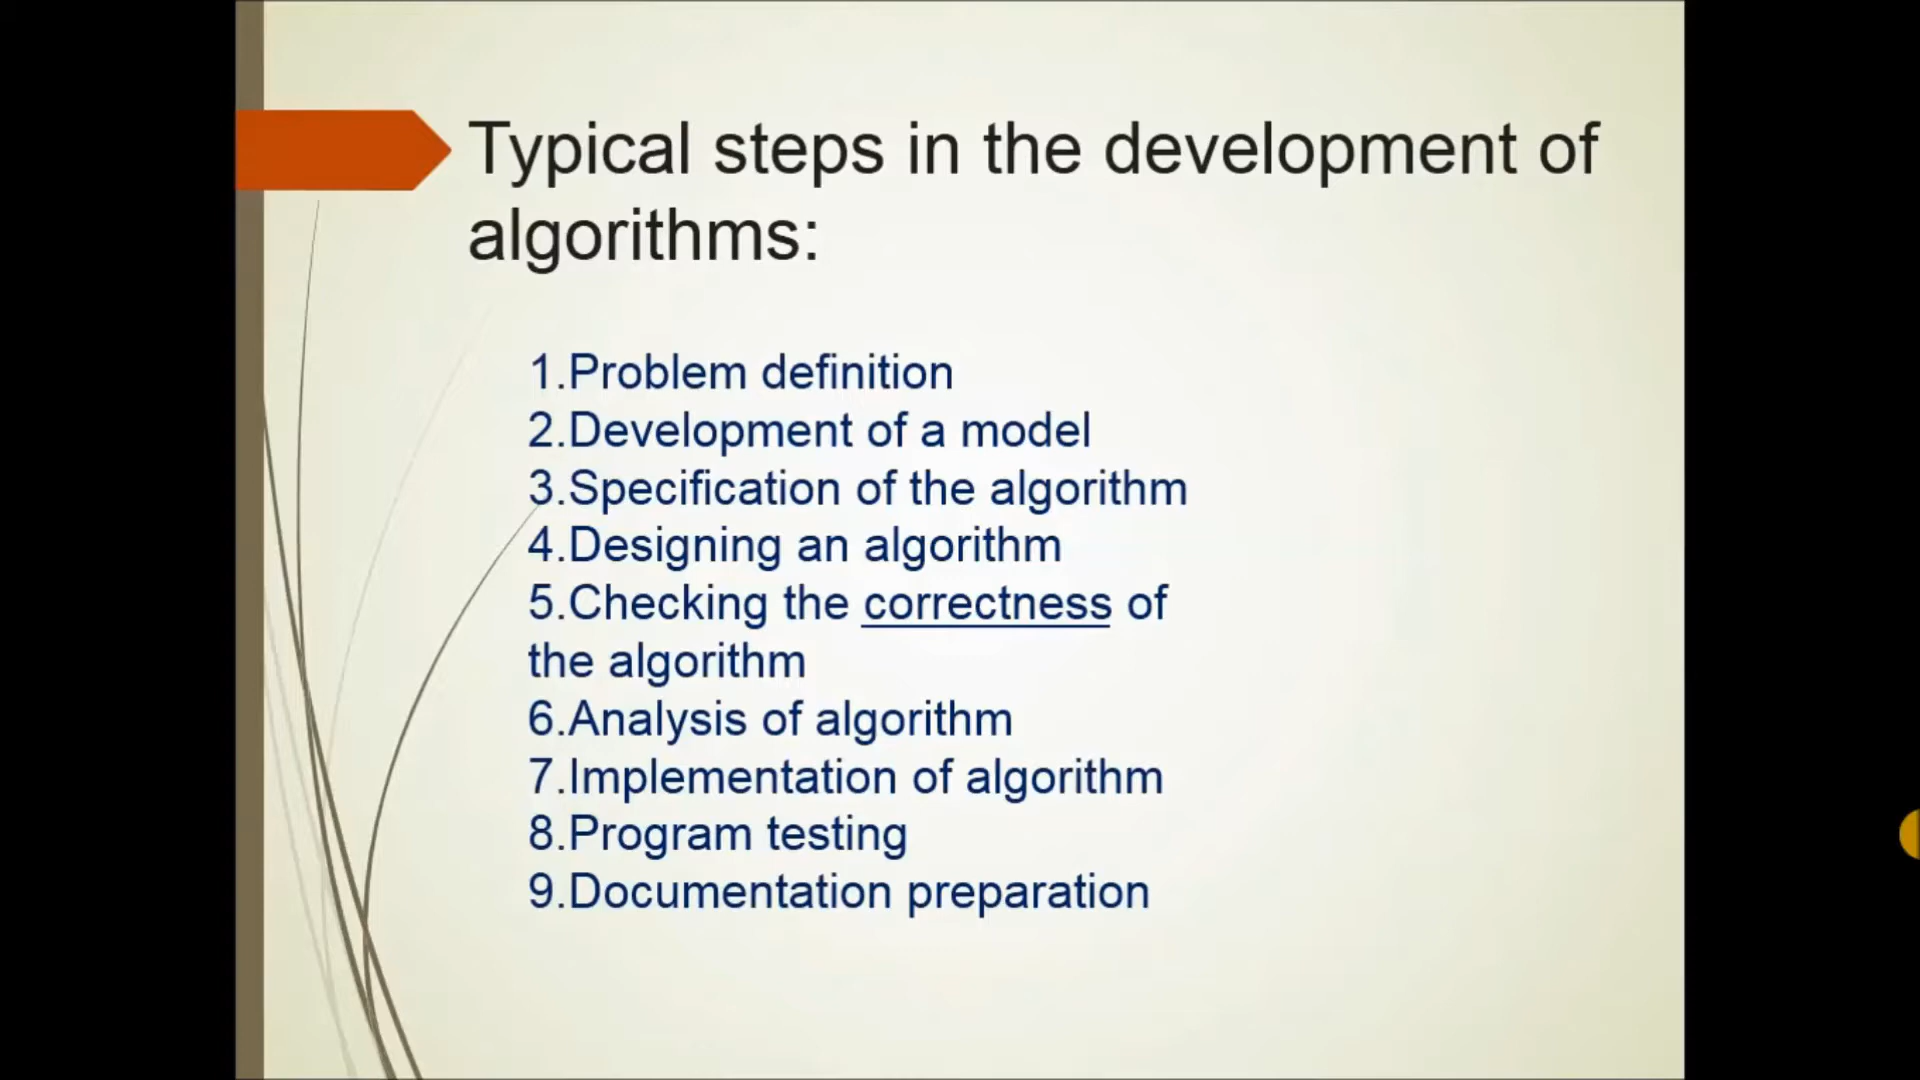 Typical steps in the development of
algorithms:
1.Problem definition
2.Development of a model
3.Specification of the algorithm
4.Designing an algorithm
5.Checking the correctness of
the algorithm
6.Analysis of algorithm
7.Implementation of algorithm
8.Program testing
9.Documentation preparation